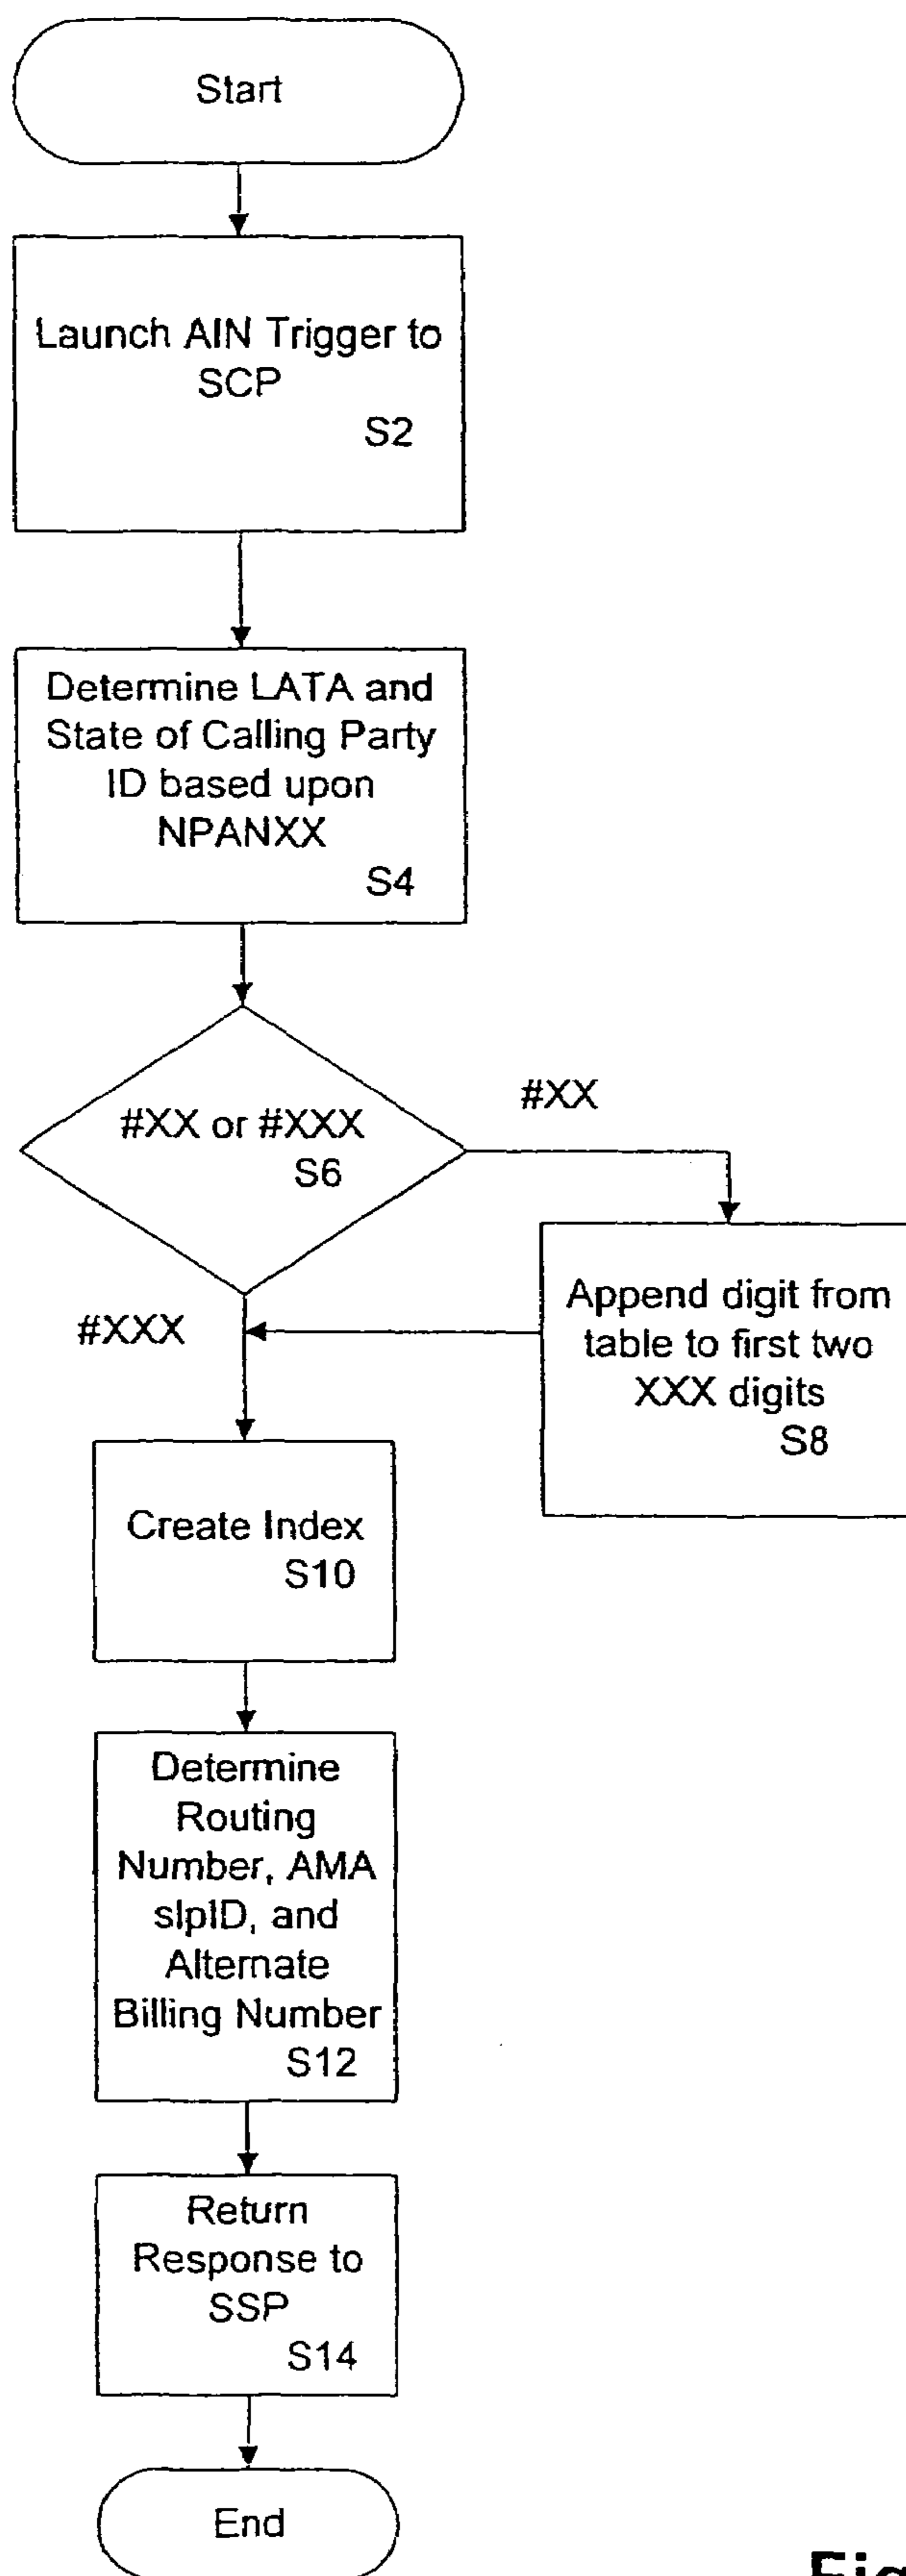 Start
Launch AIN Trigger to
SCP
S2
Determine LATA and
State of Calling Party
ID based upon
NPANXX
S4
#XX or #XXX
S6
#XX
Append digit from
table to first two
XXX digits
S8
#XXX
Create Index
S10
Determine
Routing
Number, AMA
slpID, and
Alternate
Billing Number
S12
Return
Response to
SSP
S14
End